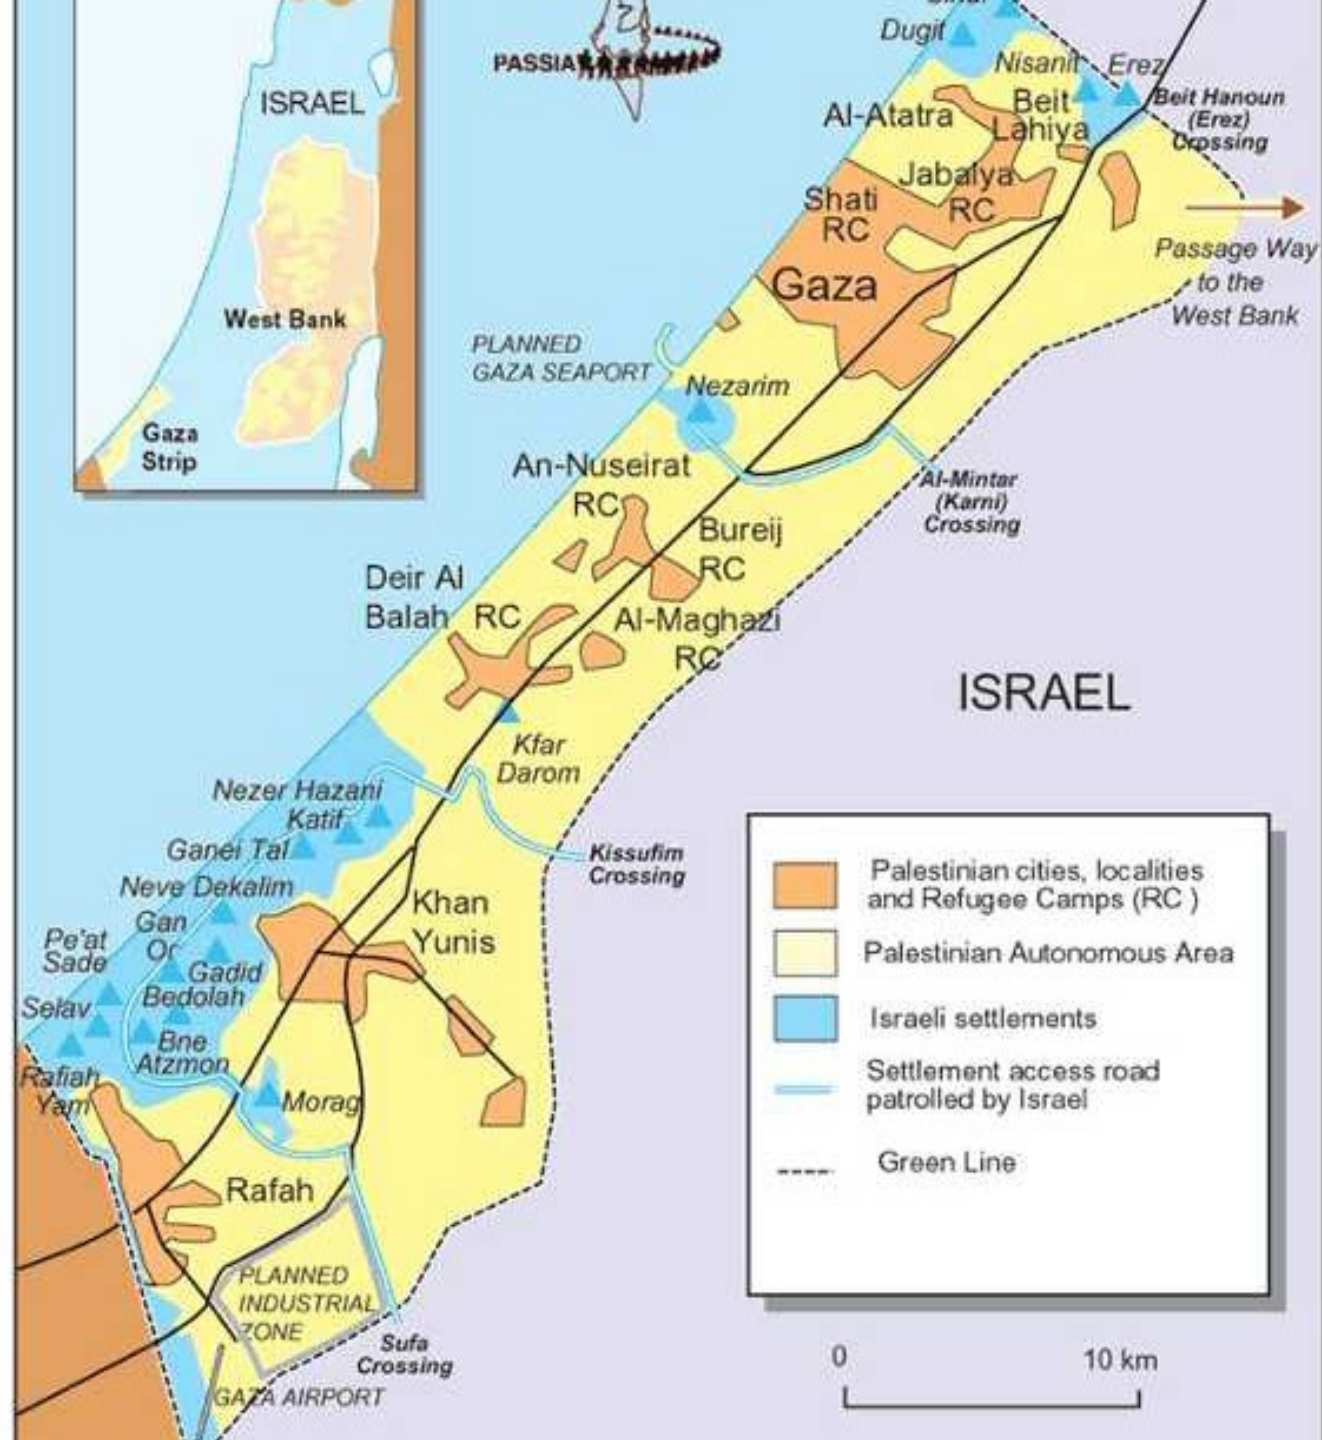 Dugit
Nisanit
Erez
ISRAEL
PASSIA
Beit Hanoun
(Erez)
Crossing
Al-Atatra
Beit
Lahiya
Jabalya
RC
Shati
RC
Gaza
Passage Way
to the
West Bank
West Bank
PLANNED
GAZA SEAPORT
Nezarim
Gaza
Strip
An-Nuseirat
RC
Al-Mintar
(Karni)
Crossing
Bureij
RC
Deir Al
Balah RC
Al-Maghazi
RC
ISRAEL
Kfar
Darom
Nezer Hazani
Katif
Ganei Tal
Kissufim
Crossing
Neve Dekalim
Khan
Yunis
Gan
Or
Pe'at
Sade
Gadid
Bedolah
Selav
Bne
Atzmon
Rafiah
Yam
Morag
Rafah
PLANNED
INDUSTRIAL
ZONE
Sufa
Crossing
GAZA AIRPORT
Palestinian cities, localities
and Refugee Camps (RC )
Palestinian Autonomous Area
Israeli settlements
Settlement access road
patrolled by Israel
Green Line
0 10 km